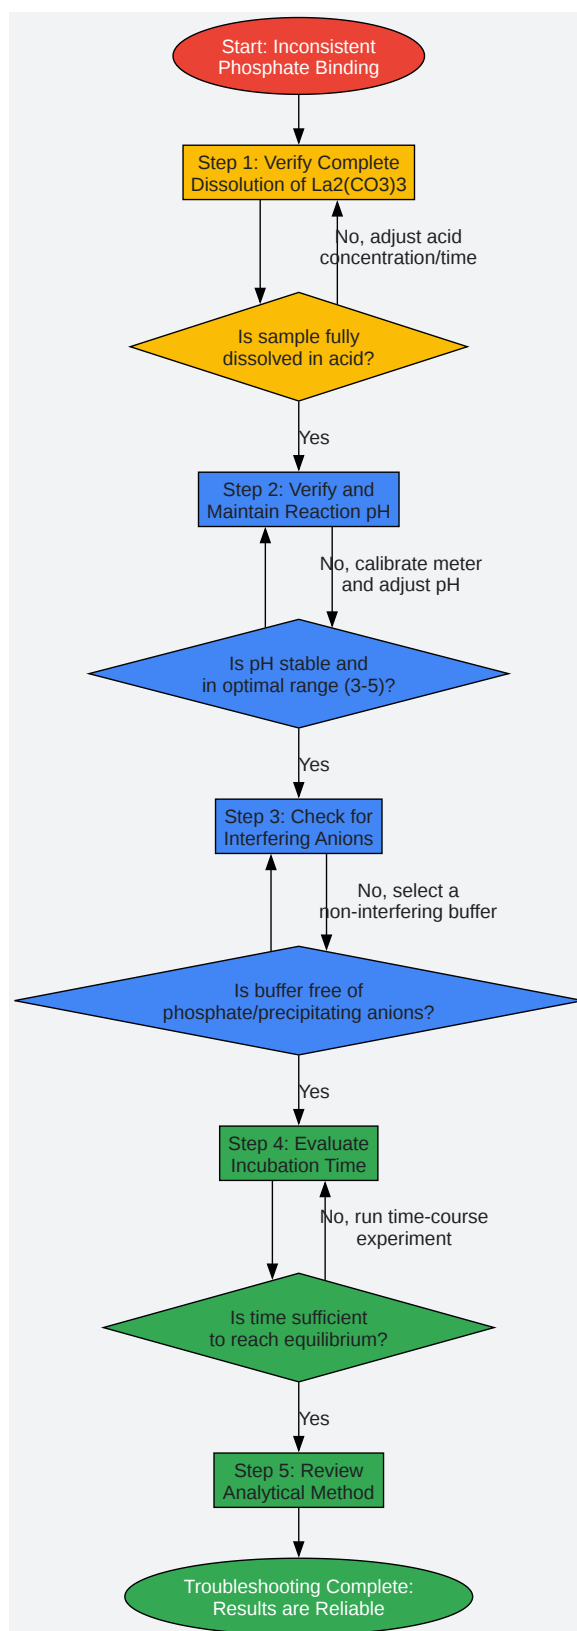 Start: Inconsistent
Phosphate Binding
Step 1: Verify Complete
Dissolution of La2(CO3)3
No, adjust acid
concentration/time
Is sample fully
dissolved in acid?
Yes
Step 2: Verify and
Maintain Reaction pH
No, calibrate meter
and adjust pH
Is pH stable and
in optimal range (3-5)?
Yes
Step 3: Check for
Interfering Anions
No, select a
non-interfering buffer
Is buffer free of
phosphate/precipitating anions?
Yes
Step 4: Evaluate
Incubation Time
No, run time-course
experiment
Is time sufficient
to reach equilibrium?
Yes
Step 5: Review
Analytical Method
Troubleshooting Complete:
Results are Reliable